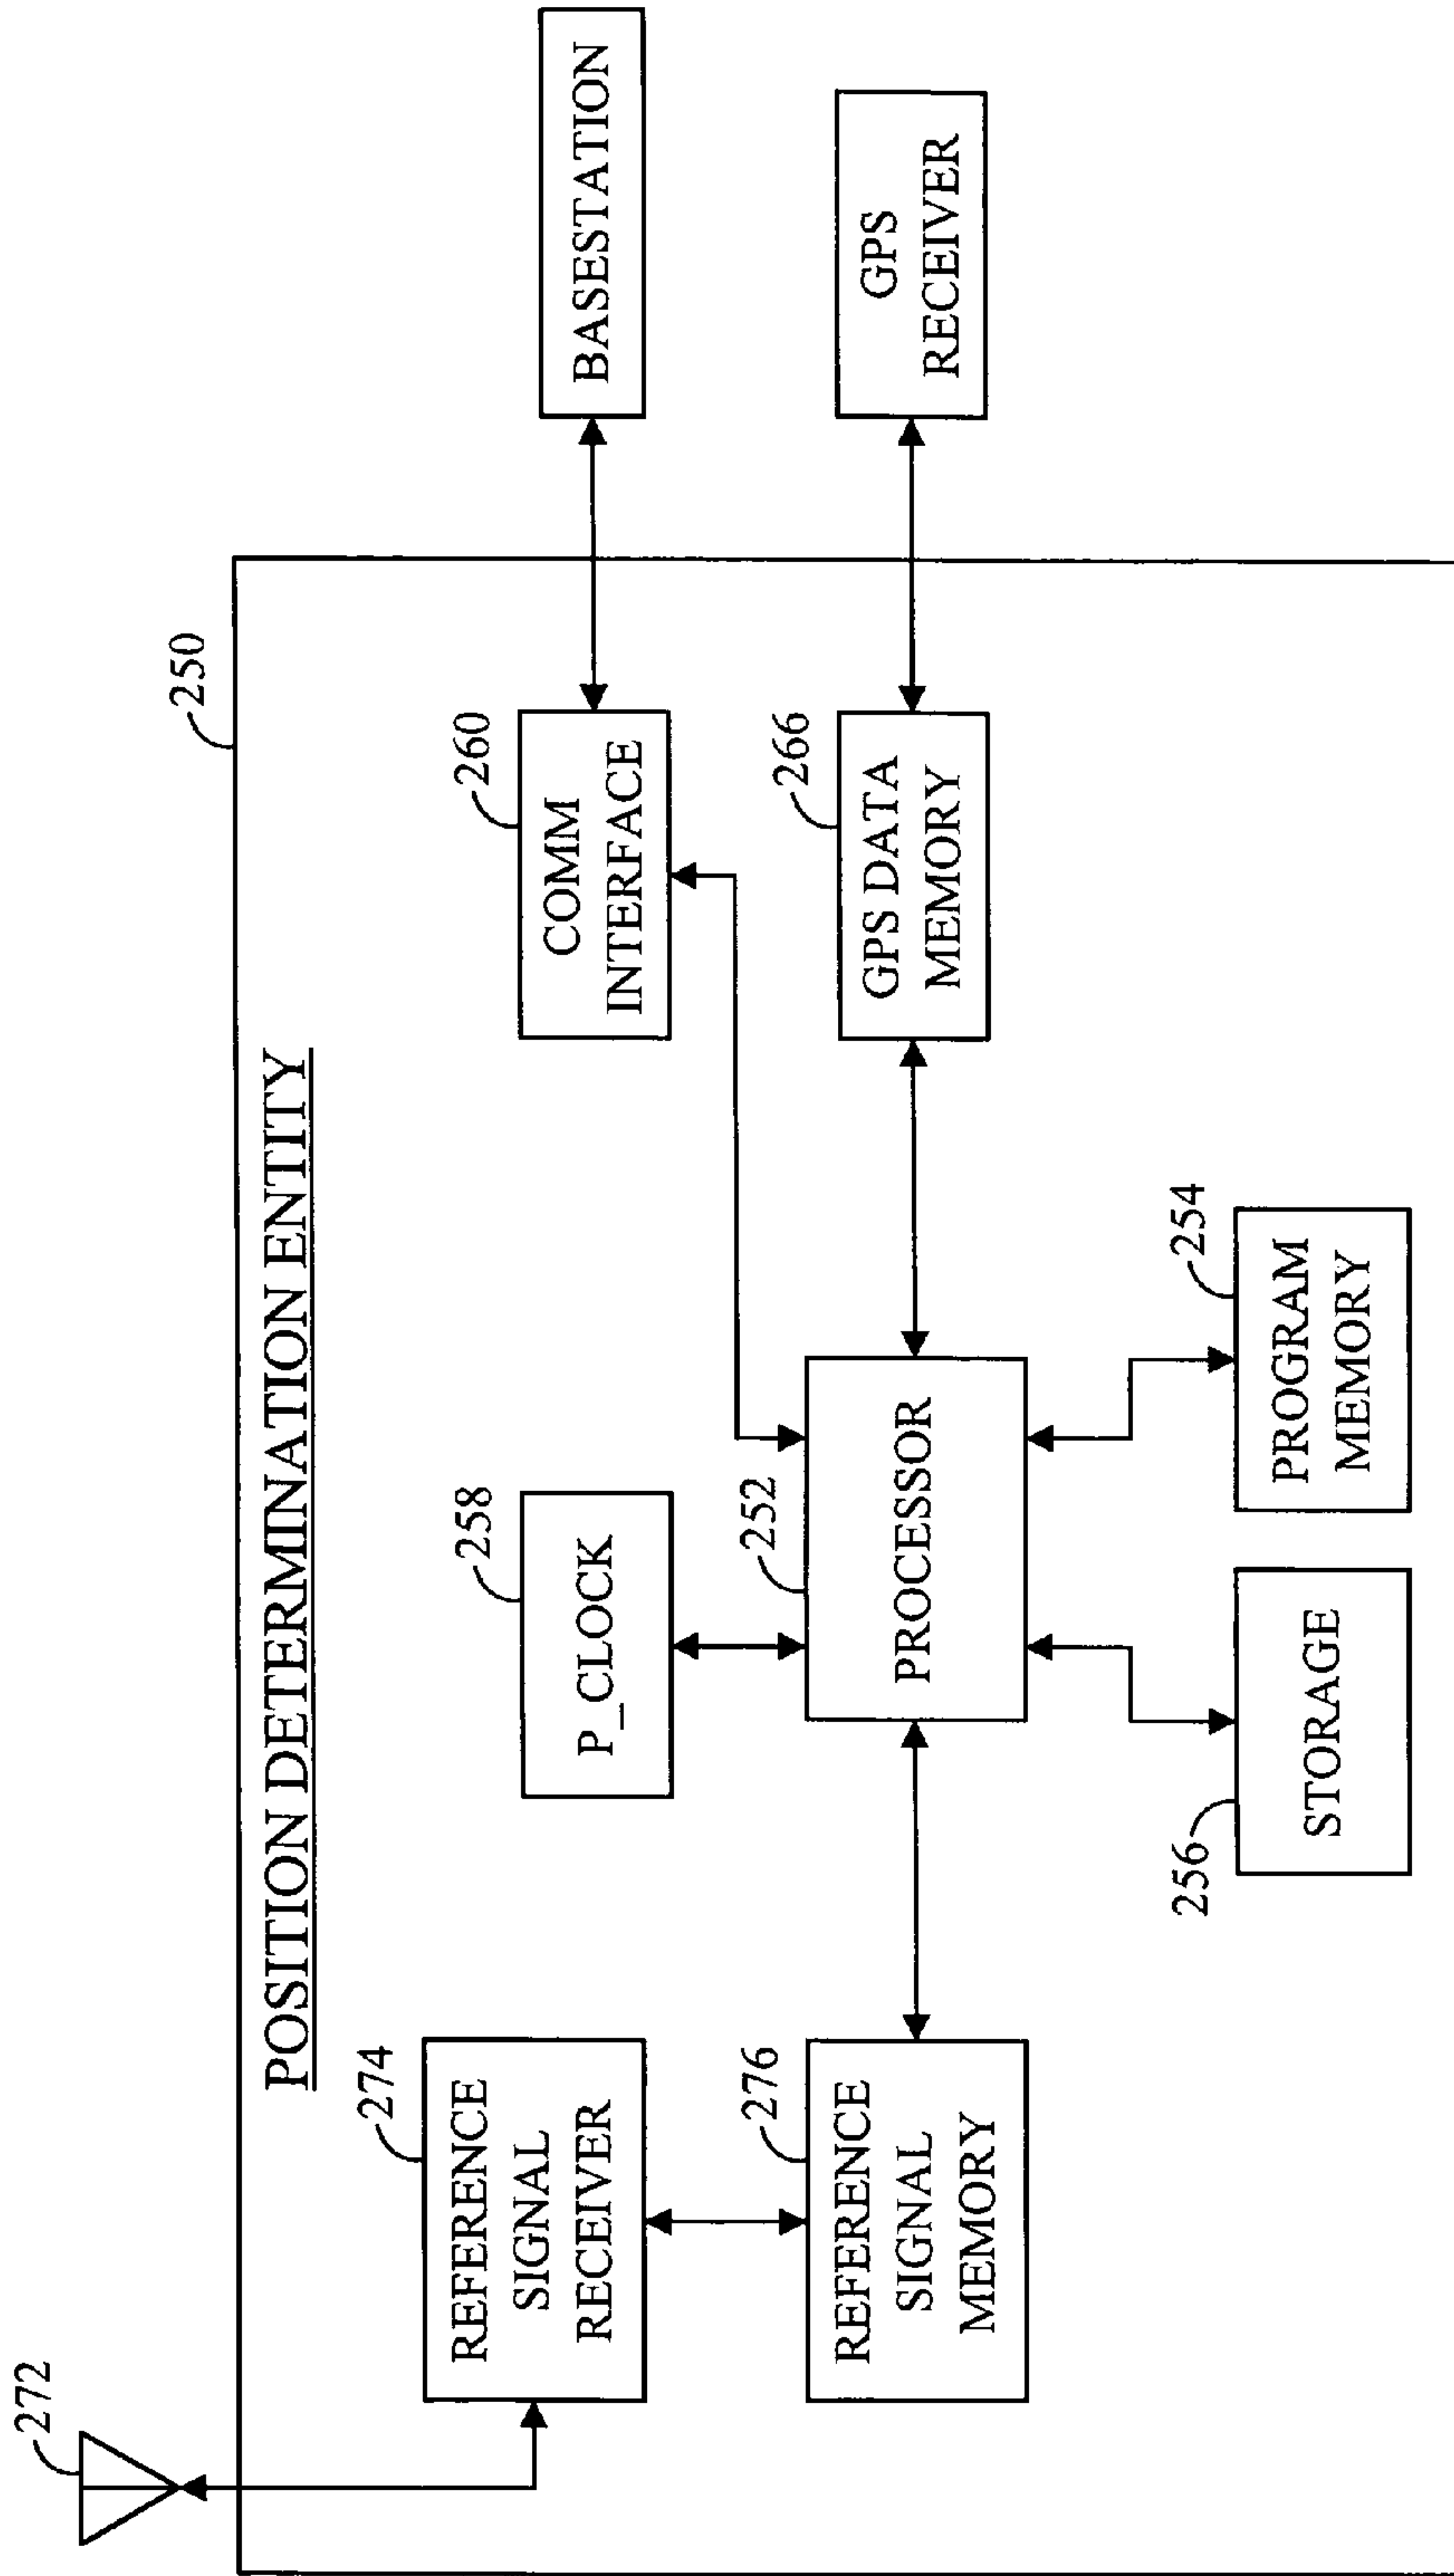 272
250
POSITION DETERMINATION ENTITY
274
REFERENCE
SIGNAL
RECEIVER
258
P_CLOCK
260
COMM
INTERFACE
BASESTATION
276
REFERENCE
SIGNAL
MEMORY
252
PROCESSOR
266
GPS DATA
MEMORY
GPS
RECEIVER
256
STORAGE
254
PROGRAM
MEMORY